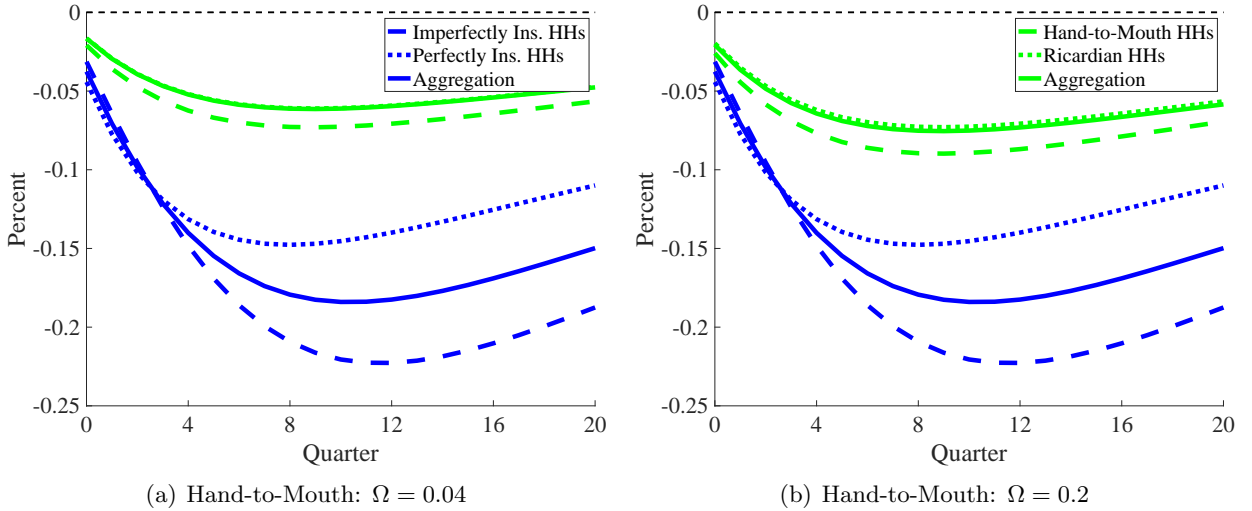 0
-0.05
-0.1
-0.15
-0.2
-0.25
Percent
Imperfectly Ins. HHs
Perfectly Ins. HHs
Aggregation
0 4 8 12 16 20
Quarter
(a) Hand-to-Mouth: Ω = 0.04
0
-0.05
-0.1
-0.15
-0.2
-0.25
Percent
Hand-to-Mouth HHs
Ricardian HHs
Aggregation
0 4 8 12 16 20
Quarter
(b) Hand-to-Mouth: Ω = 0.2